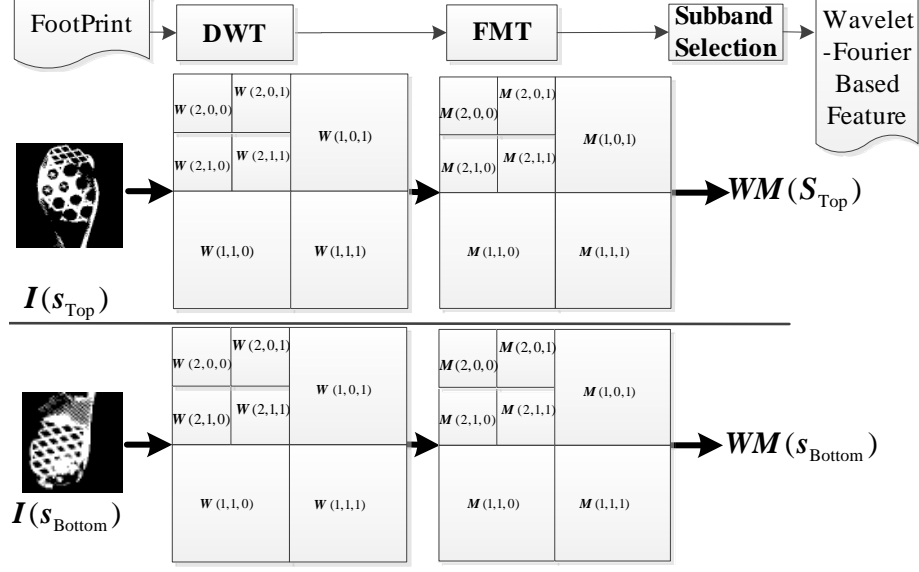 FootPrint
DWT
FMT
Subband
Selection
Wavelet
-Fourier
Based
Feature
W (2,0,0)
W (2,0,1)
W (1,0,1)
W (2,1,0)
W (2,1,1)
W (1,1,0)
W (1,1,1)
M(2,0,0)
M(2,0,1)
M(1,0,1)
M(2,1,0)
M(2,1,1)
M(1,1,0)
M(1,1,1)
WM(S_Top)
I(s_Top)
W (2,0,0)
W (2,0,1)
W (1,0,1)
W (2,1,0)
W (2,1,1)
W (1,1,0)
W (1,1,1)
M(2,0,0)
M(2,0,1)
M(1,0,1)
M(2,1,0)
M(2,1,1)
M(1,1,0)
M(1,1,1)
WM(s_Bottom)
I(s_Bottom)